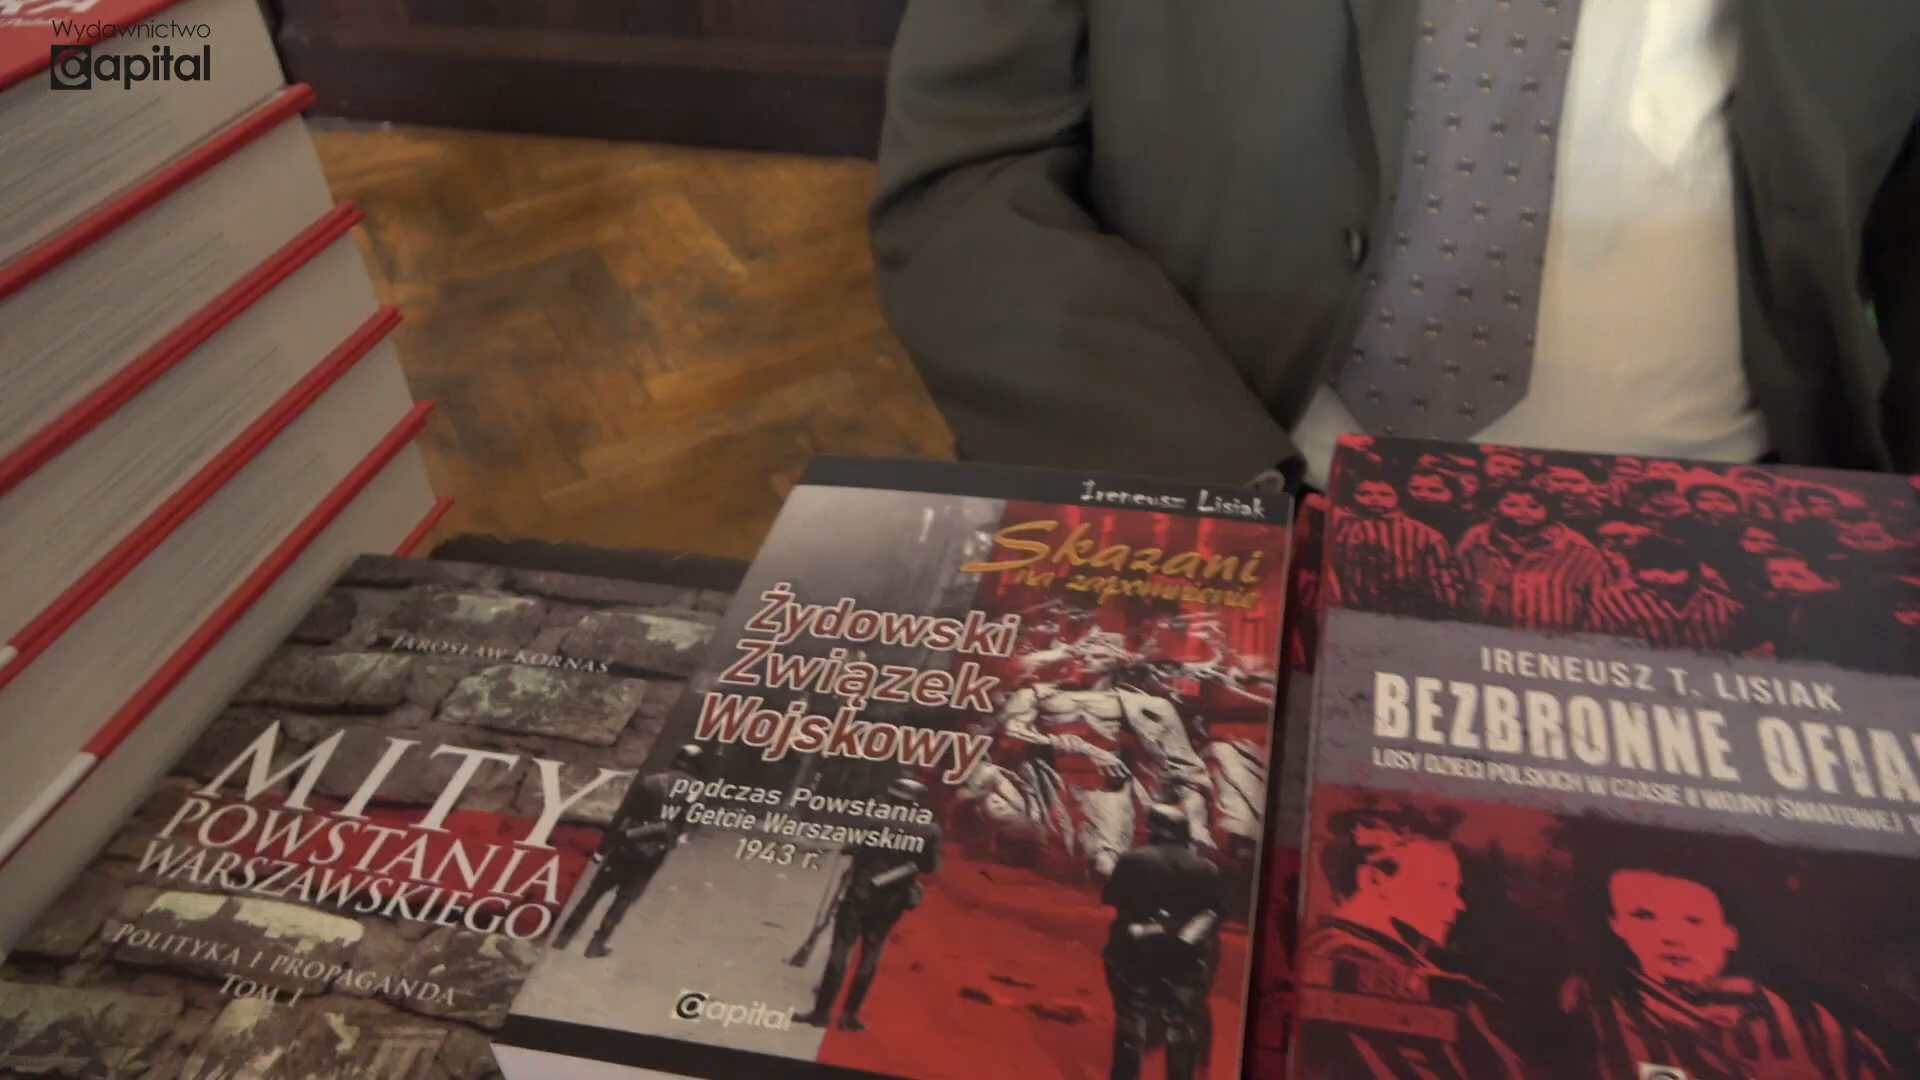 Wydawnictwo
Capital
JAROSŁAW KORNAS
MITY
POWSTANIA
WARSZAWSKIEGO
POLITYKA I PROPAGANDA
TOM I
Ireneusz Lisiak
Skazani
na zapomnienie
Żydowski
Związek
Wojskowy
podczas Powstania
w Getcie Warszawskim
1943 r.
Capital
IRENEUSZ T. LISIAK
BEZBRONNE OFIA
LOSY DZIECI POLSKICH W CZASIE II WOJNY ŚWIATOWEJ